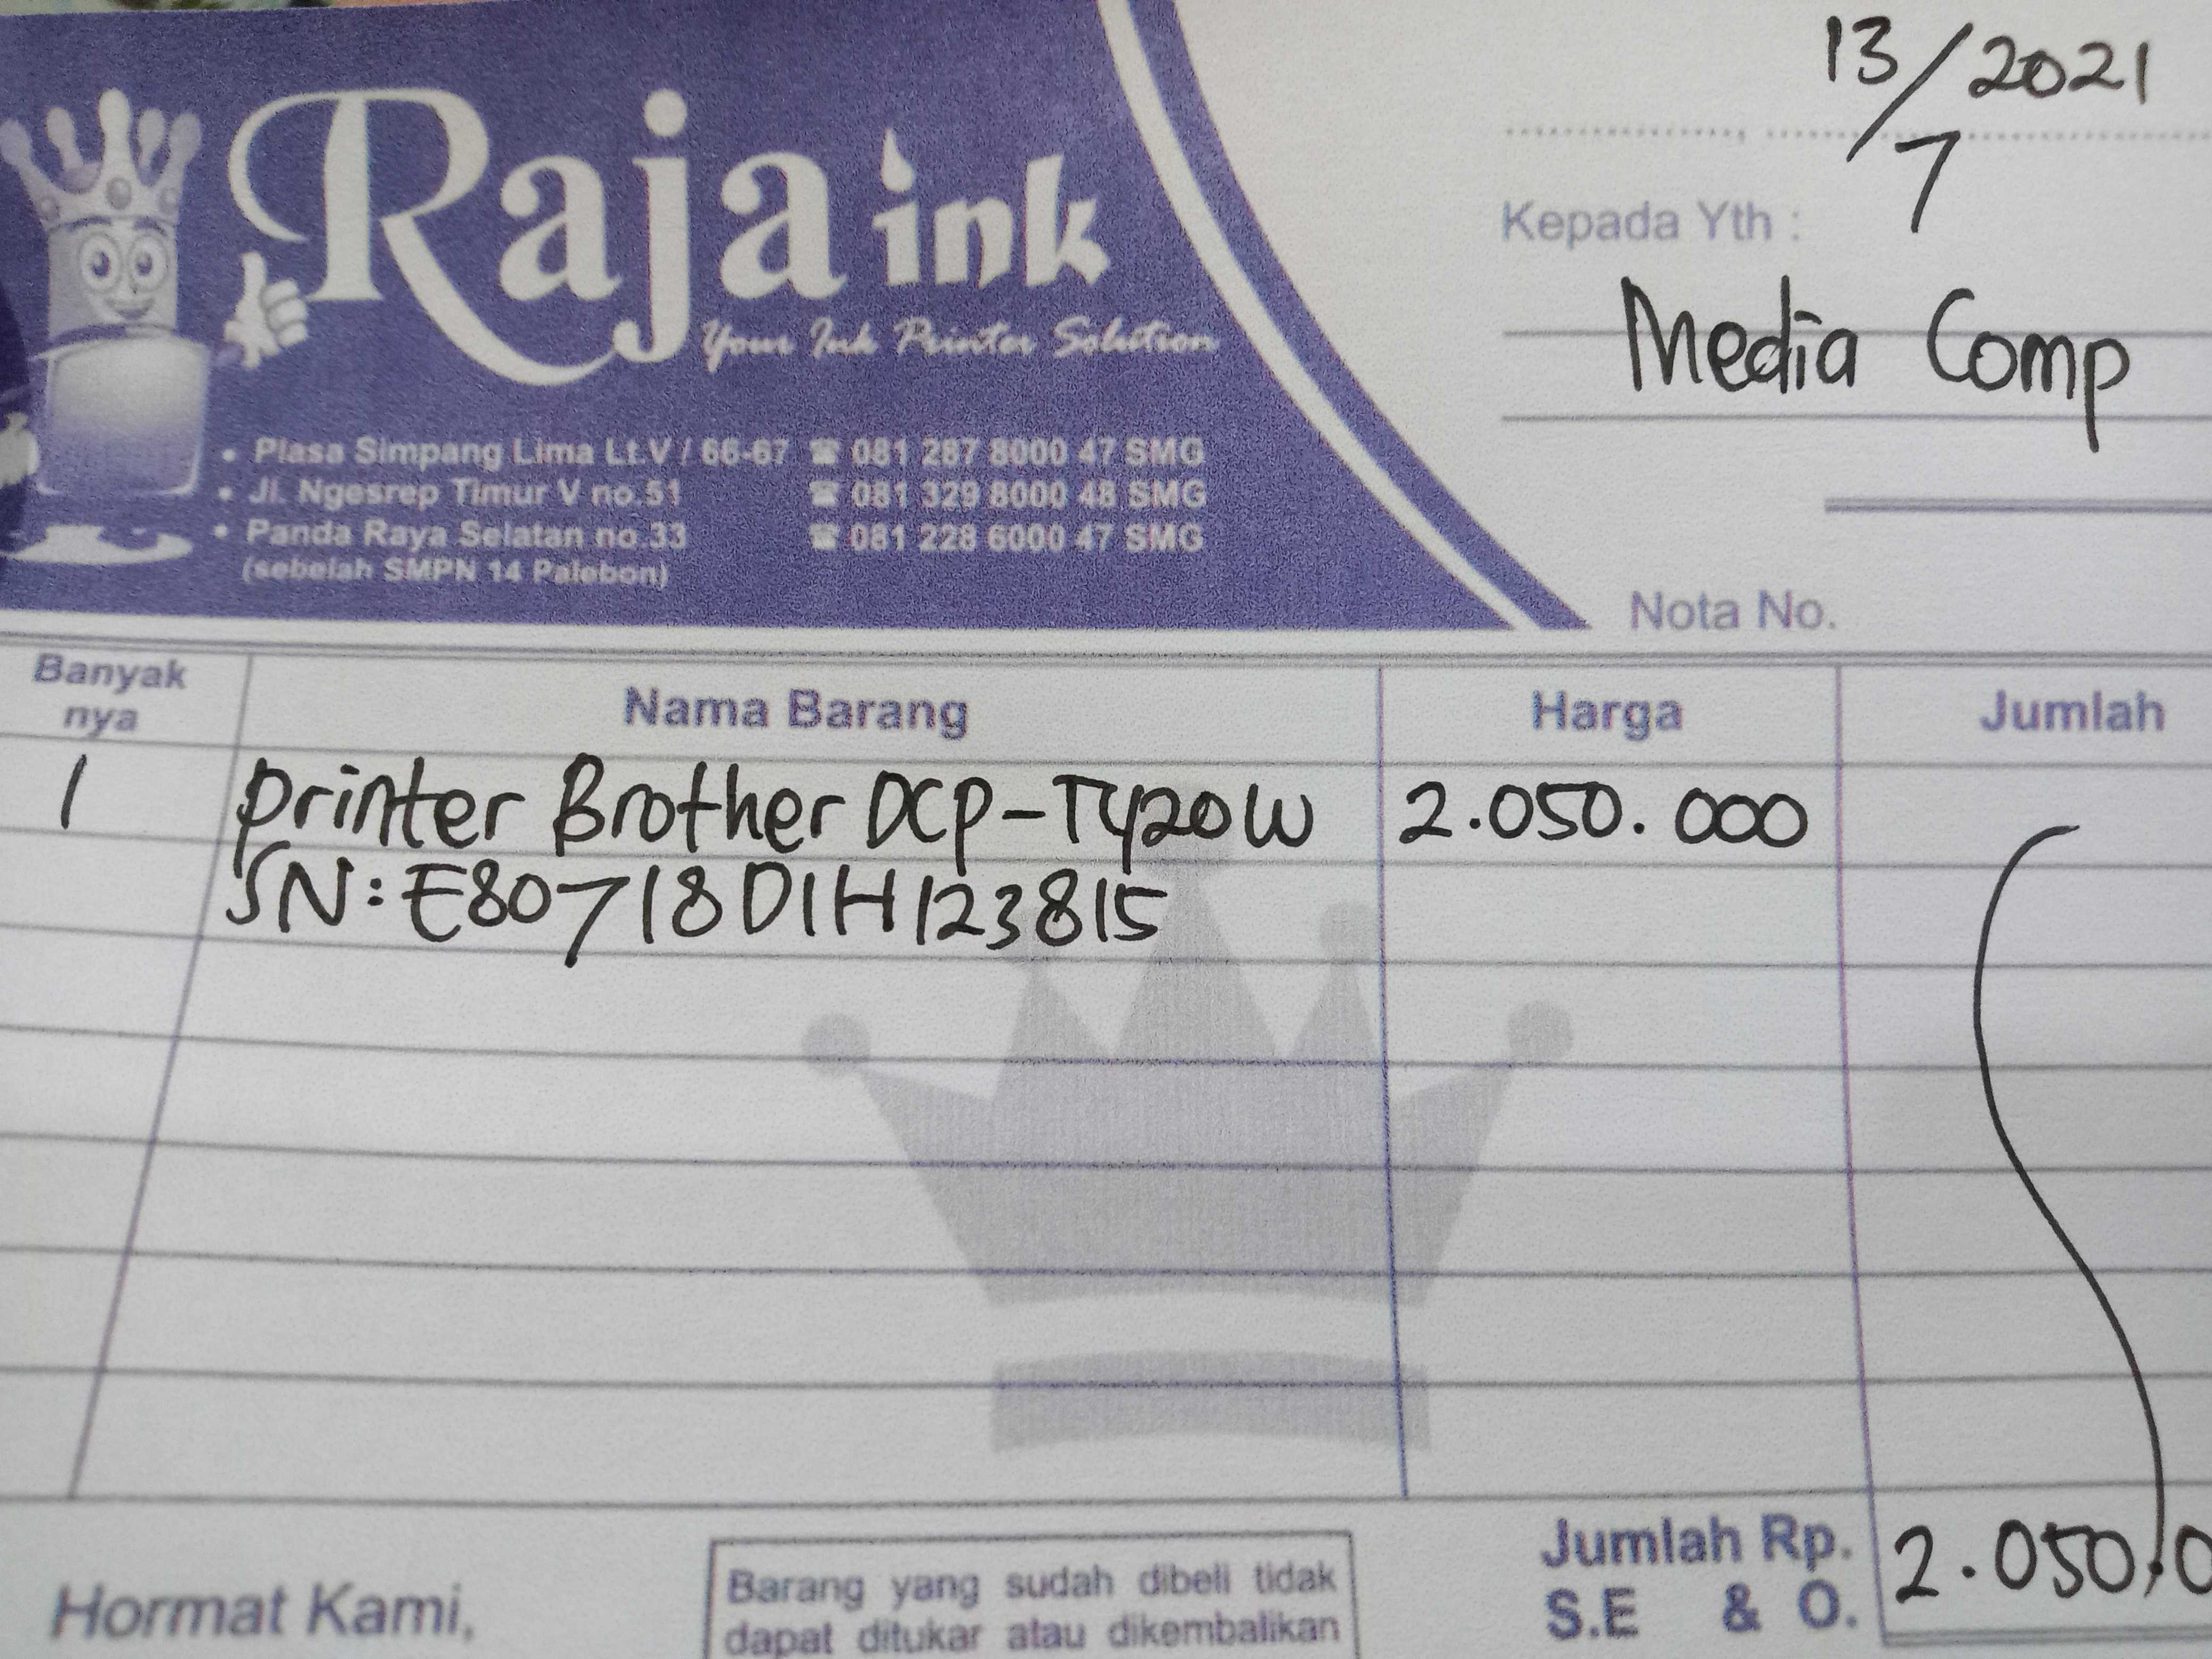 13/7 2021
Raja ink
Your Ink Printer Solution
Kepada Yth :
Media Comp
• Plasa Simpang Lima Lt.V / 66-67 ☎ 081 287 8000 47 SMG
• Jl. Ngesrep Timur V no.51 ☎ 081 329 8000 48 SMG
• Panda Raya Selatan no.33 ☎ 081 228 6000 47 SMG
(sebelah SMPN 14 Palebon)
Nota No.
Banyak nya Nama Barang Harga Jumlah
1 printer Brother DCP-T420W 2.050.000
SN: E80718D1H123815
Jumlah Rp. 2.050.0
S.E & O.
Hormat Kami,
Barang yang sudah dibeli tidak
dapat ditukar atau dikembalikan